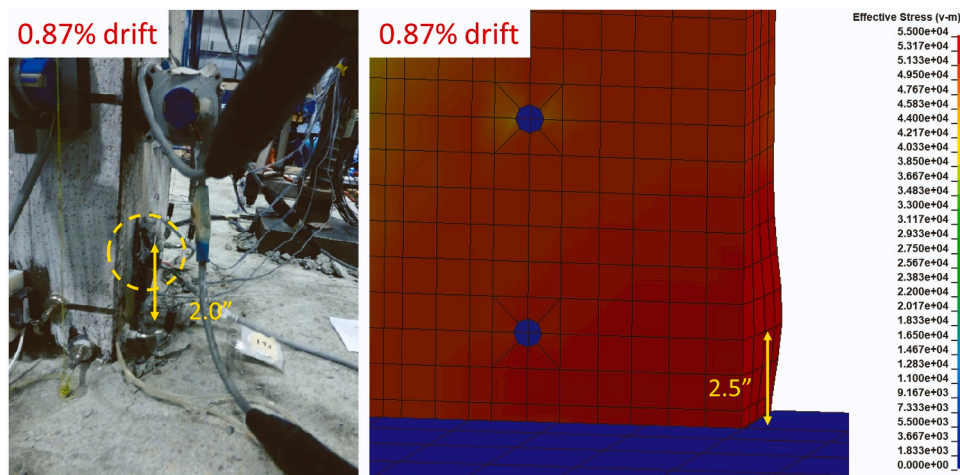 0.87% drift
2.0”
0.87% drift
2.5”
Effective Stress (v-m)
5.500e+04
5.317e+04
5.133e+04
4.950e+04
4.767e+04
4.583e+04
4.400e+04
4.217e+04
4.033e+04
3.850e+04
3.667e+04
3.483e+04
3.300e+04
3.117e+04
2.933e+04
2.750e+04
2.567e+04
2.383e+04
2.200e+04
2.017e+04
1.833e+04
1.650e+04
1.467e+04
1.283e+04
1.100e+04
9.167e+03
7.333e+03
5.500e+03
3.667e+03
1.833e+03
0.000e+00